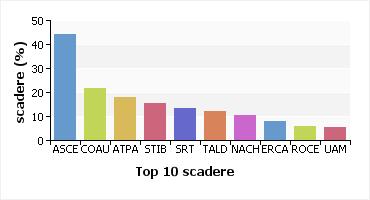 50
40
30
20
10
0
scadere (%)
ASCE COAU ATPA STIB SRT TALD NACH ERCA ROCE UAM
Top 10 scadere